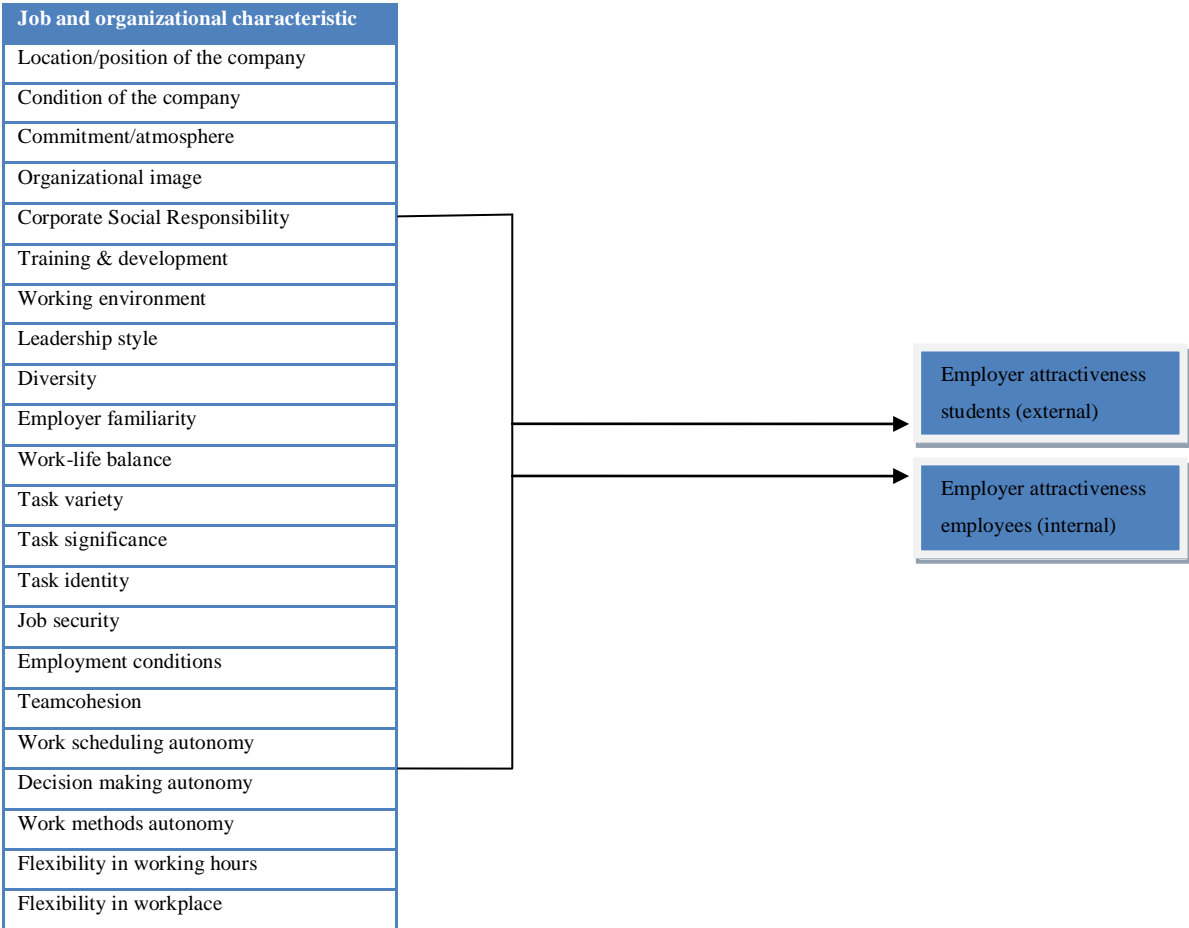 Job and organizational characteristic
Location/position of the company
Condition of the company
Commitment/atmosphere
Organizational image
Corporate Social Responsibility
Training & development
Working environment
Leadership style
Diversity
Employer familiarity
Work-life balance
Task variety
Task significance
Task identity
Job security
Employment conditions
Teamcohesion
Work scheduling autonomy
Decision making autonomy
Work methods autonomy
Flexibility in working hours
Flexibility in workplace
Employer attractiveness
students (external)
Employer attractiveness
employees (internal)